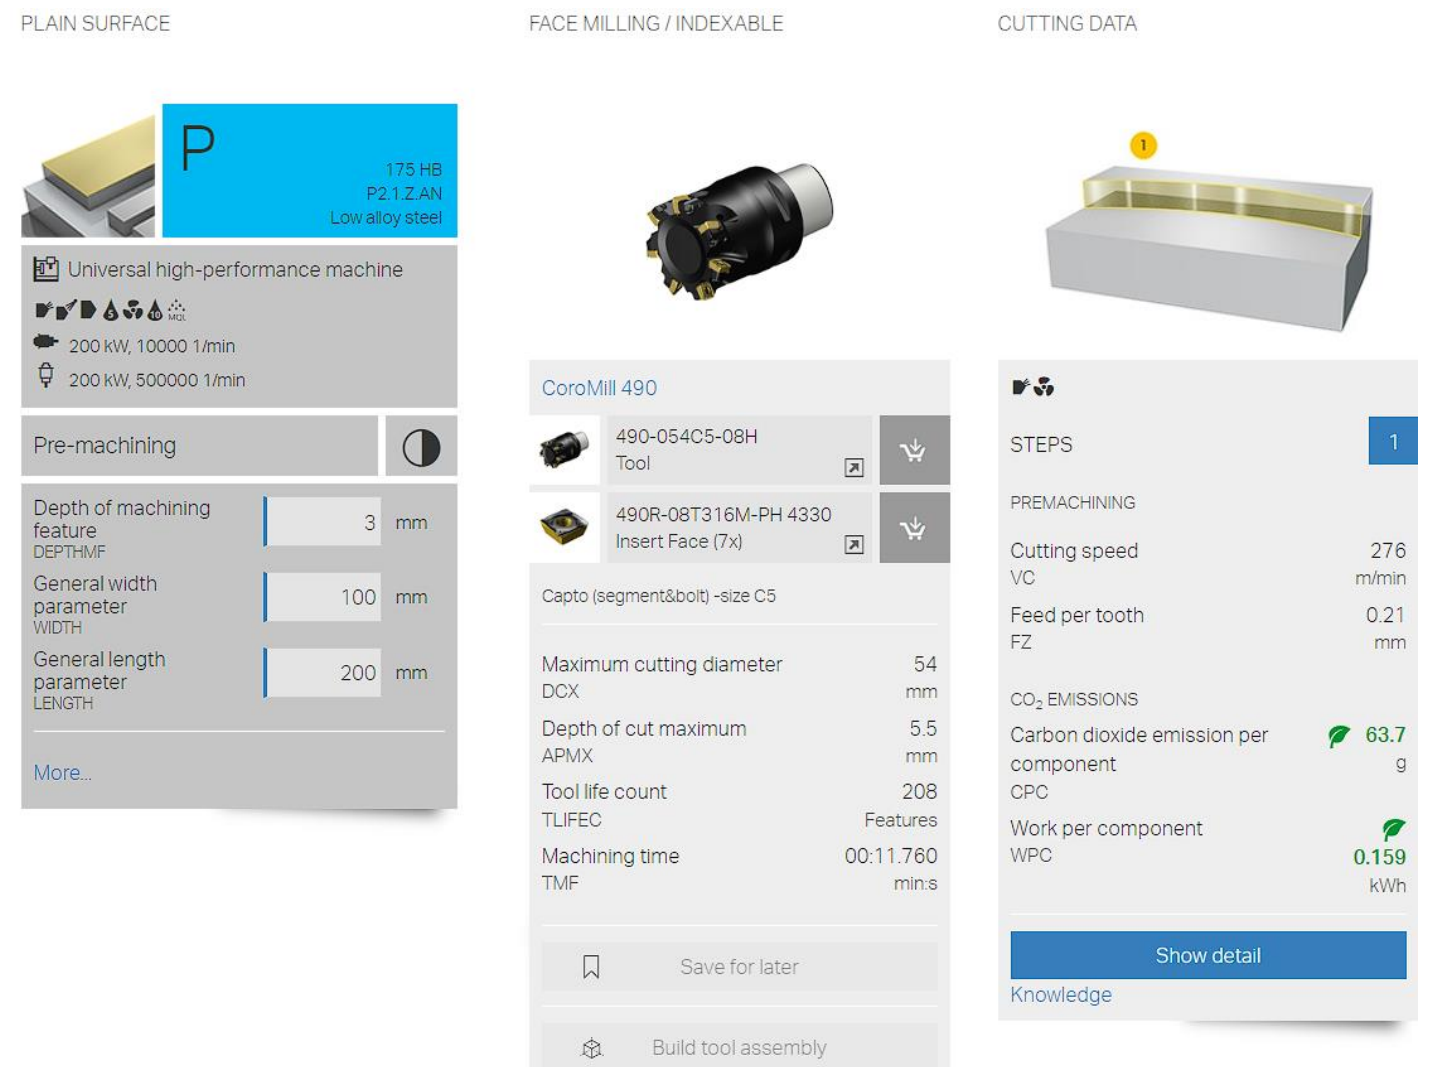 PLAIN SURFACE
P
175 HB
P2.1.Z.AN
Low alloy steel
Universal high-performance machine
5
10
MQL
200 kW, 10000 1/min
200 kW, 500000 1/min
Pre-machining
Depth of machining
feature
DEPTHMF
3 mm
General width
parameter
WIDTH
100 mm
General length
parameter
LENGTH
200 mm
More...
FACE MILLING / INDEXABLE
CoroMill 490
490-054C5-08H
Tool
490R-08T316M-PH 4330
Insert Face (7x)
Capto (segment&bolt) -size C5
Maximum cutting diameter 54
DCX mm
Depth of cut maximum 5.5
APMX mm
Tool life count 208
TLIFEC Features
Machining time 00:11.760
TMF min:s
Save for later
Build tool assembly
CUTTING DATA
1
STEPS 1
PREMACHINING
Cutting speed 276
VC m/min
Feed per tooth 0.21
FZ mm
CO₂ EMISSIONS
Carbon dioxide emission per 63.7
component g
CPC
Work per component
WPC 0.159
kWh
Show detail
Knowledge